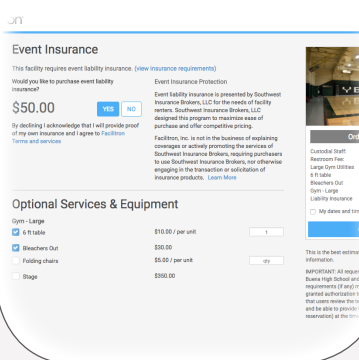 on
Event Insurance
This facility requires event liability insurance. (view insurance requirements)
Would you like to purchase event liability
insurance?
$50.00
YES
NO
By declining I acknowledge that I will provide proof
of my own insurance and I agree to Facilitron
Terms and services
Event Insurance Protection
Event liability insurance is presented by Southwest
Insurance Brokers, LLC for the needs of facility
renters. Southwest Insurance Brokers, LLC
designed this program to maximize ease of
purchase and offer competitive pricing.
Facilitron, Inc. is not in the business of explaining
coverages or actively promoting the services of
Southwest Insurance Brokers, requiring purchasers
to use Southwest Insurance Brokers, nor otherwise
engaging in the transaction or solicitation of
insurance products. Learn More
Optional Services & Equipment
Gym - Large
6 ft table
$10.00 / per unit
1
Bleachers Out
$30.00
Folding chairs
$5.00 / per unit
qty
Stage
$350.00
Ord
Custodial Staff:
Restroom Fee:
Large Gym Utilities
6 ft table
Bleachers Out
Gym - Large
Liability Insurance
My dates and tim
This is the best estimat
information.
IMPORTANT: All reques
Buena High School and
requirements (if any) m
granted authorization t
that users review the te
and be able to provide
reservation) at the time